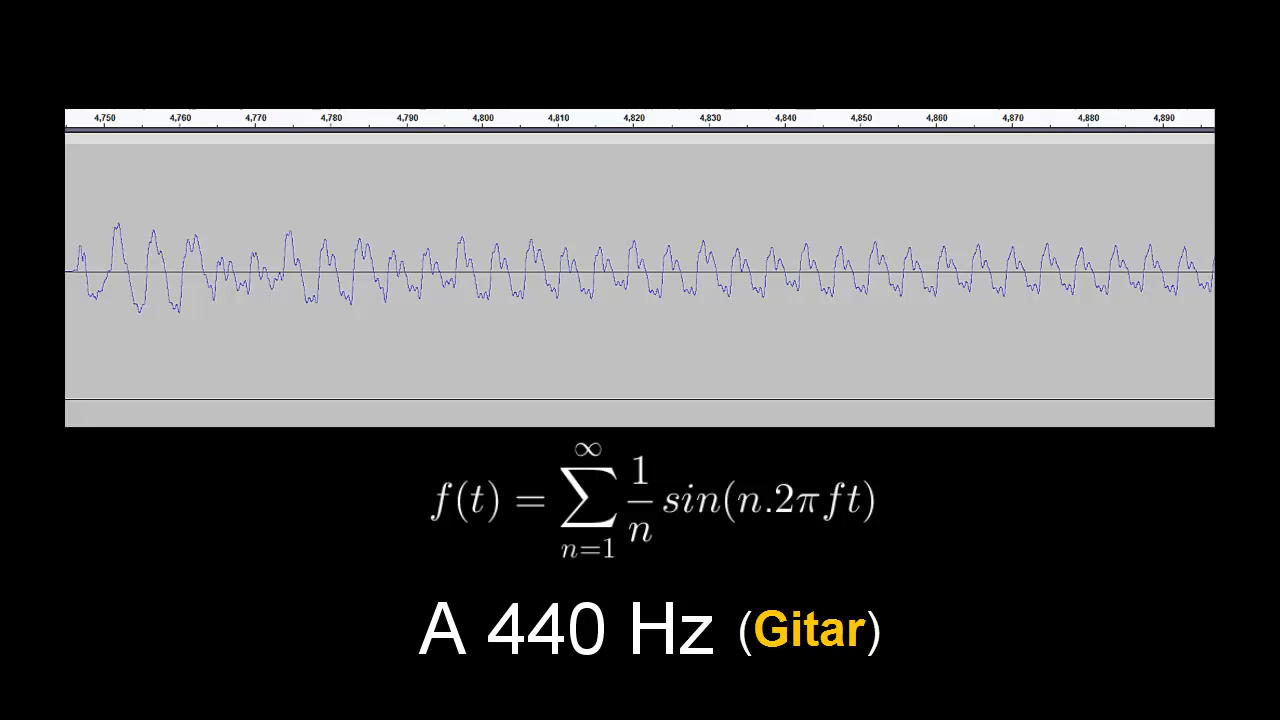 4,750 4,760 4,770 4,780 4,790 4,800 4,810 4,820 4,830 4,840 4,850 4,860 4,870 4,880 4,890
f(t) = ∑_{n=1}^{∞} 1/n sin(n.2πft)
A 440 Hz (Gitar)